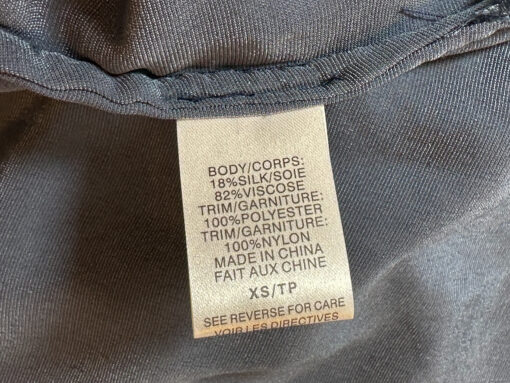 BODY/CORPS:
18%SILK/SOIE
82%VISCOSE
TRIM/GARNITURE:
100%POLYESTER
TRIM/GARNITURE:
100%NYLON
MADE IN CHINA
FAIT AUX CHINE
XS/TP
SEE REVERSE FOR CARE
VOIR LES DIRECTIVES